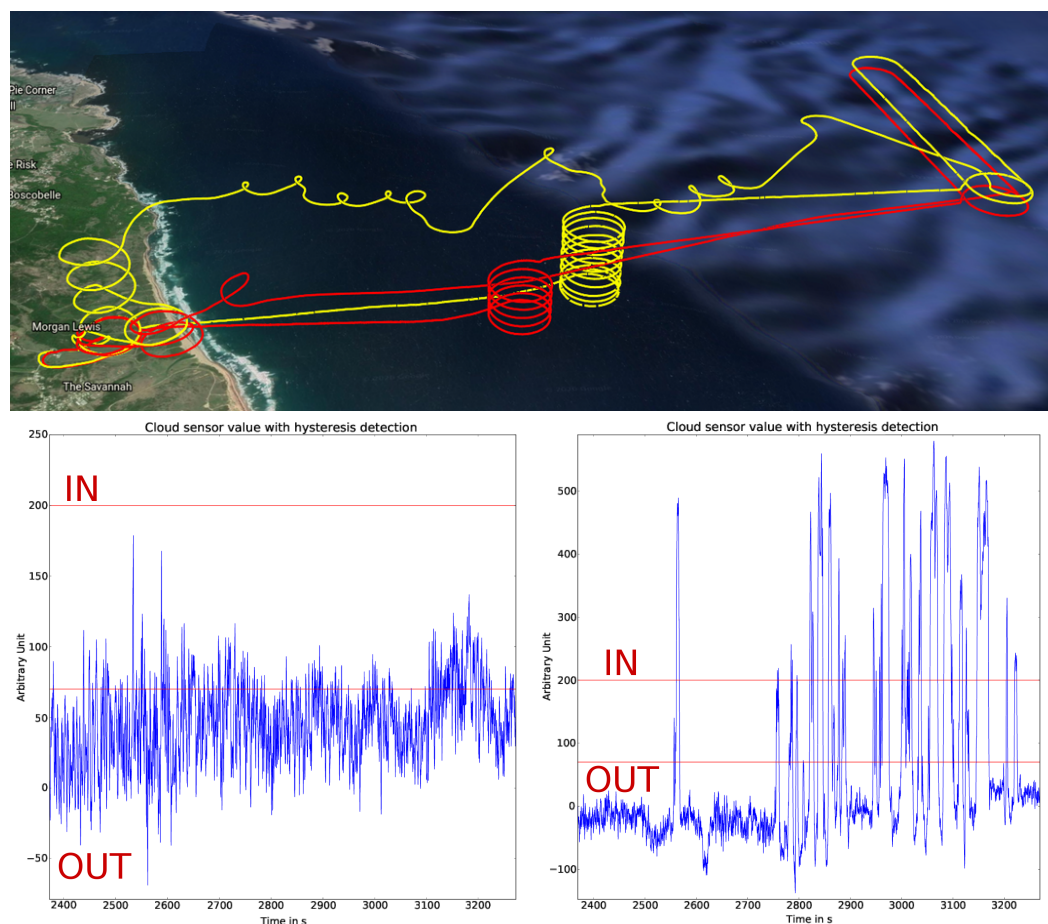 Pie Corner
ll
e Risk
Boscobelle
Morgan Lewis
The Savannah
Cloud sensor value with hysteresis detection
250
200
150
100
50
0
−50
Arbitrary Unit
IN
OUT
2400 2500 2600 2700 2800 2900 3000 3100 3200
Time in s
Cloud sensor value with hysteresis detection
500
400
300
200
100
0
−100
Arbitrary Unit
IN
OUT
2400 2500 2600 2700 2800 2900 3000 3100 3200
Time in s